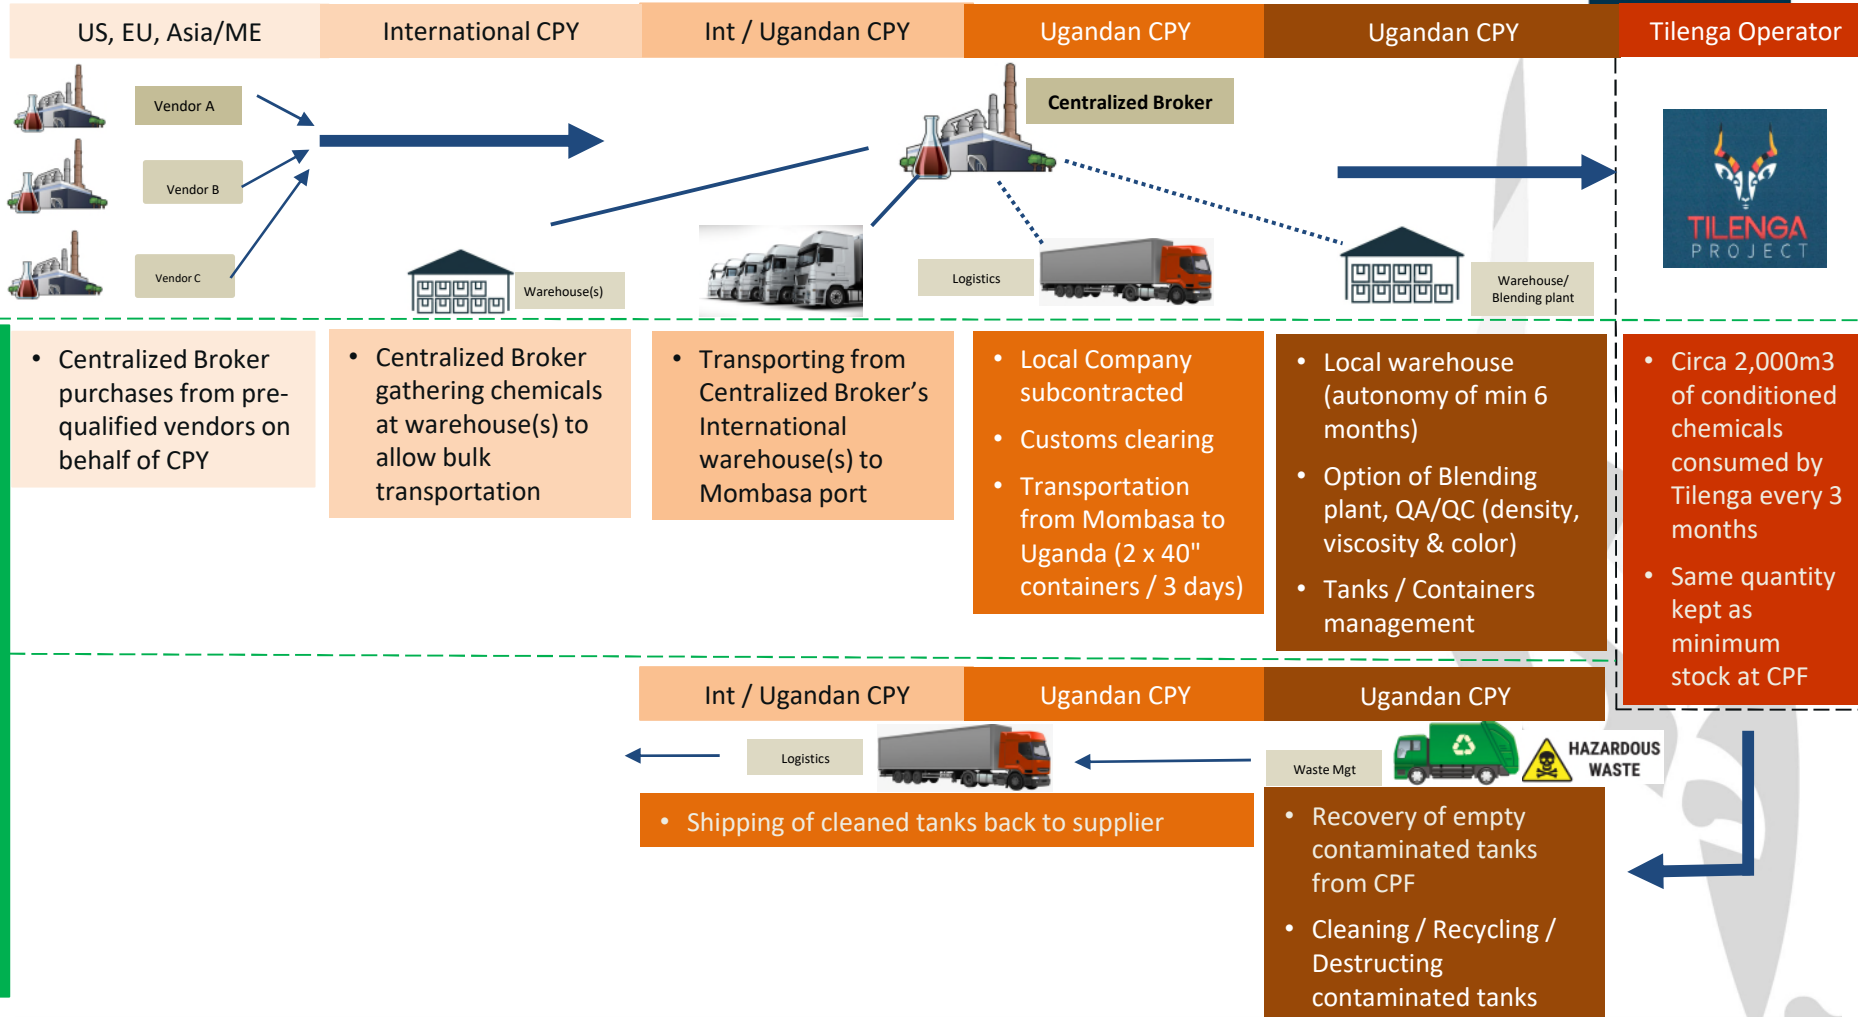 US, EU, Asia/ME
International CPY
Int / Ugandan CPY
Ugandan CPY
Ugandan CPY
Tilenga Operator
Vendor A
Vendor B
Vendor C
Centralized Broker
Warehouse(s)
Logistics
Warehouse/
Blending plant
TILENGA
PROJECT
• Centralized Broker
purchases from pre-
qualified vendors on
behalf of CPY
• Centralized Broker
gathering chemicals
at warehouse(s) to
allow bulk
transportation
• Transporting from
Centralized Broker’s
International
warehouse(s) to
Mombasa port
• Local Company
subcontracted
• Customs clearing
• Transportation
from Mombasa to
Uganda (2 x 40"
containers / 3 days)
• Local warehouse
(autonomy of min 6
months)
• Option of Blending
plant, QA/QC (density,
viscosity & color)
• Tanks / Containers
management
• Circa 2,000m3
of conditioned
chemicals
consumed by
Tilenga every 3
months
• Same quantity
kept as
minimum
stock at CPF
Int / Ugandan CPY
Ugandan CPY
Ugandan CPY
Logistics
Waste Mgt
HAZARDOUS
WASTE
• Shipping of cleaned tanks back to supplier
• Recovery of empty
contaminated tanks
from CPF
• Cleaning / Recycling /
Destructing
contaminated tanks